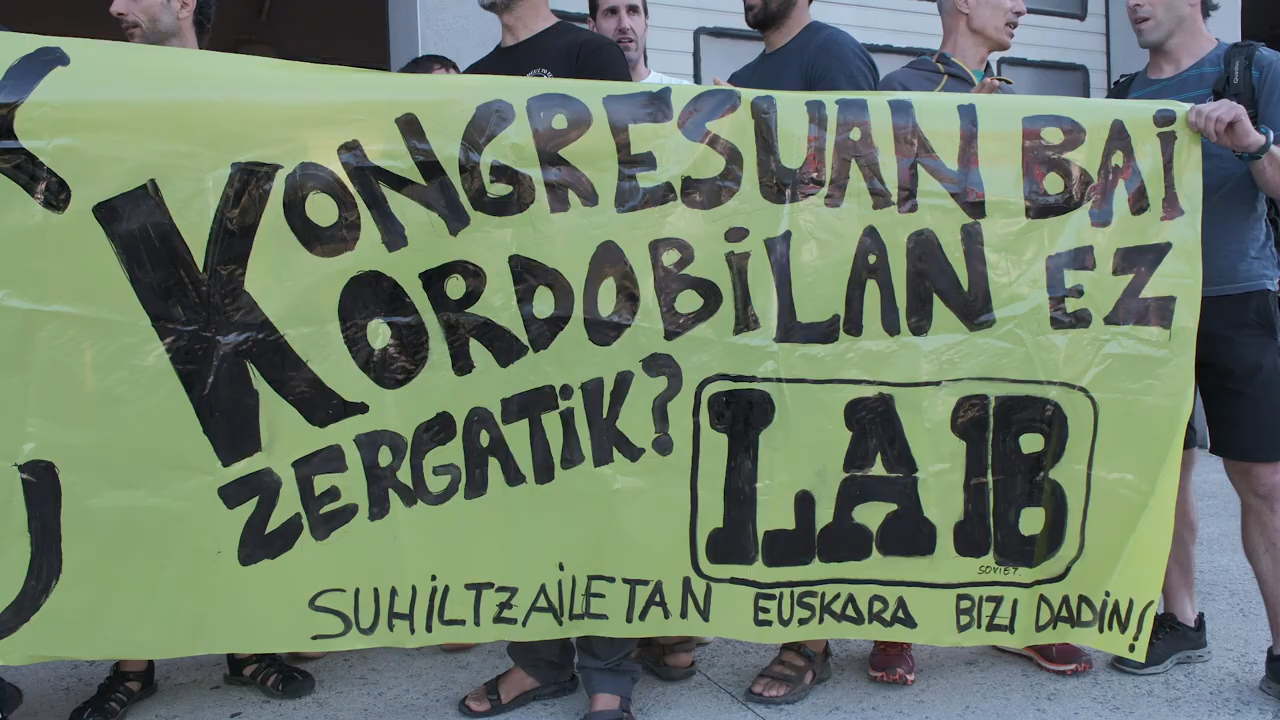 KONGRESUAN BAI
KORDOBiLAN EZ
ZERGATiK?
LAB
SOVIET.
SUHiLTZAiLETAN EUSKARA BIZI DADIN!